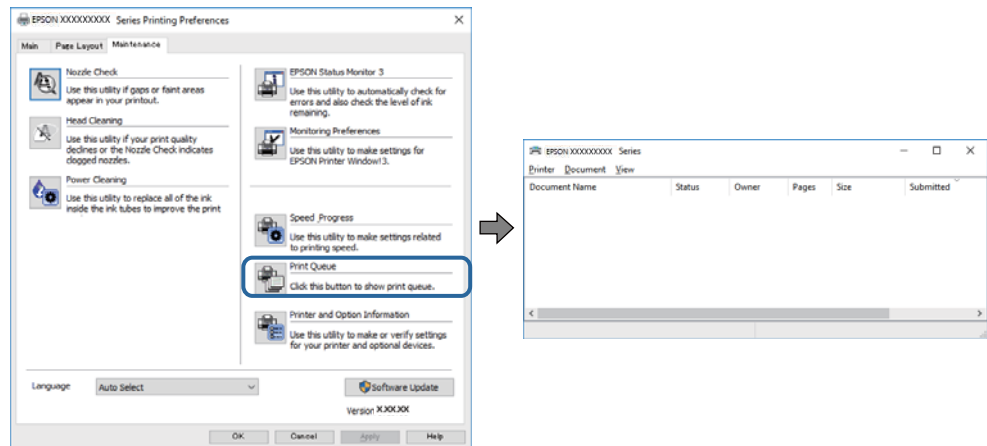 EPSON XXXXXXXXX Series Printing Preferences
Main Page Layout Maintenance
Nozzle Check
Use this utility if gaps or faint areas
appear in your printout.
Head Cleaning
Use this utility if your print quality
declines or the Nozzle Check indicates
clogged nozzles.
Power Cleaning
Use this utility to replace all of the ink
inside the ink tubes to improve the print
EPSON Status Monitor 3
Use this utility to automatically check for
errors and also check the level of ink
remaining.
Monitoring Preferences
Use this utility to make settings for
EPSON Printer Window!3.
Speed Progress
Use this utility to make settings related
to printing speed.
Print Queue
Click this button to show print queue.
Printer and Option Information
Use this utility to make or verify settings
for your printer and optional devices.
Language Auto Select
Software Update
Version X.XX.XX
OK Cancel Apply Help
EPSON XXXXXXXXX Series
Printer Document View
Document Name Status Owner Pages Size Submitted